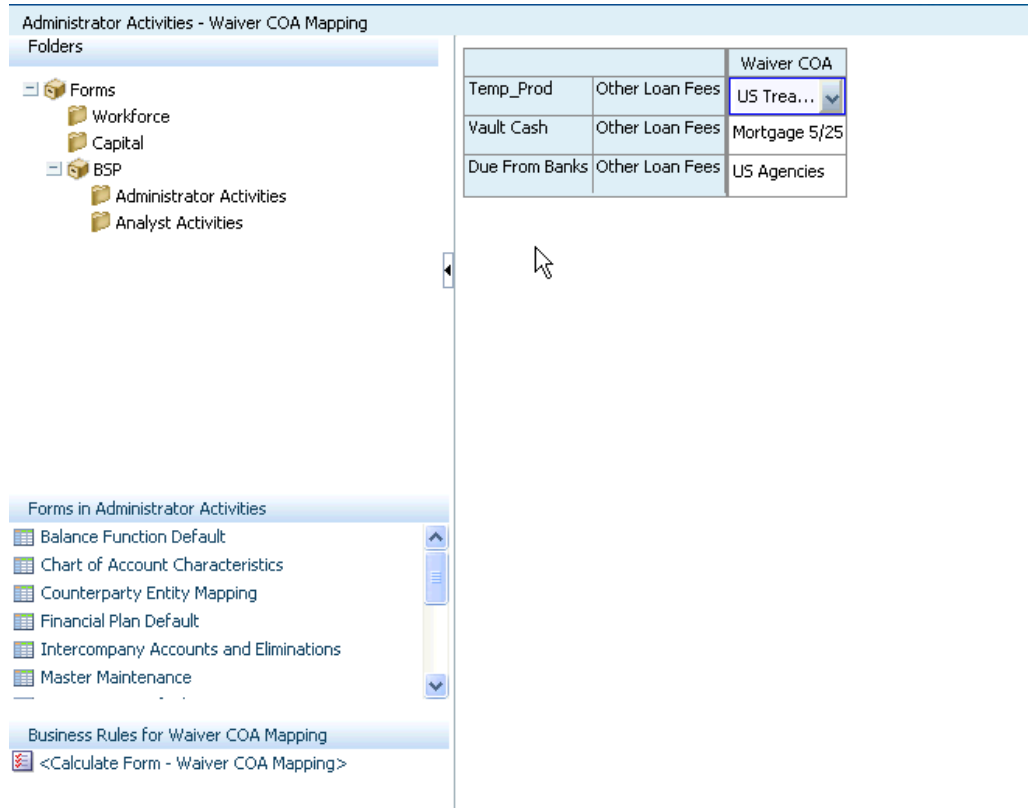 Administrator Activities - Waiver COA Mapping
Folders
Forms
Workforce
Capital
BSP
Administrator Activities
Analyst Activities
Waiver COA
Temp_Prod Other Loan Fees US Trea...
Vault Cash Other Loan Fees Mortgage 5/25
Due From Banks Other Loan Fees US Agencies
Forms in Administrator Activities
Balance Function Default
Chart of Account Characteristics
Counterparty Entity Mapping
Financial Plan Default
Intercompany Accounts and Eliminations
Master Maintenance
Business Rules for Waiver COA Mapping
<Calculate Form - Waiver COA Mapping>